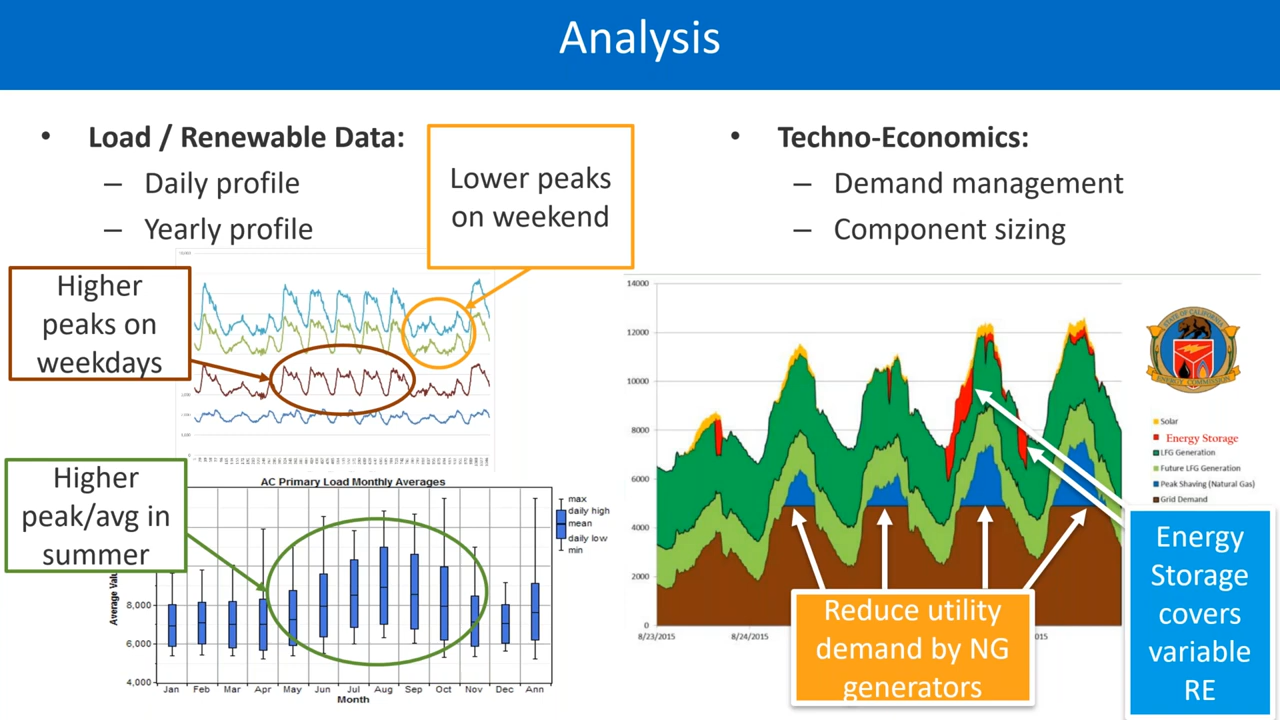 Analysis
• Load / Renewable Data:
– Daily profile
– Yearly profile
Lower peaks
on weekend
Higher
peaks on
weekdays
Higher
peak/avg in
summer
AC Primary Load Monthly Averages
max
daily high
mean
daily low
min
8,000
6,000
4,000
Jan Feb Mar Apr May Jun Jul Aug Sep Oct Nov Dec Ann
Month
• Techno-Economics:
– Demand management
– Component sizing
14000
12000
10000
8000
6000
4000
2000
0
8/23/2015 8/24/2015
STATE OF CALIFORNIA
ENERGY COMMISSION
Solar
Energy Storage
LFG Generation
Future LFG Generation
Peak Shaving (Natural Gas)
Grid Demand
Reduce utility
demand by NG
generators
Energy
Storage
covers
variable
RE